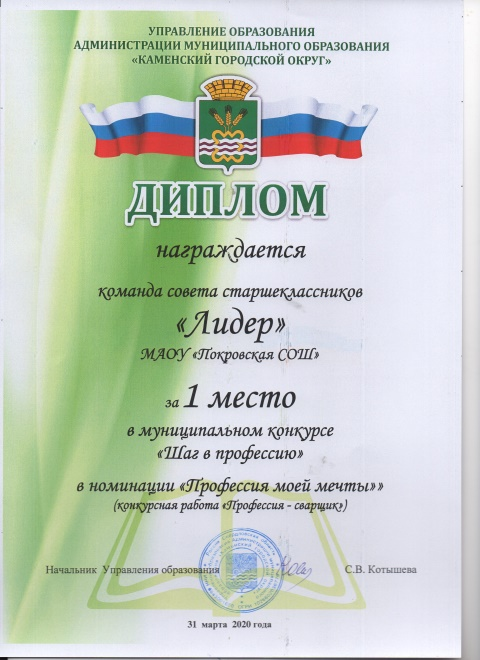 УПРАВЛЕНИЕ ОБРАЗОВАНИЯ
АДМИНИСТРАЦИИ МУНИЦИПАЛЬНОГО ОБРАЗОВАНИЯ
«КАМЕНСКИЙ ГОРОДСКОЙ ОКРУГ»
ДИПЛОМ
награждается
команда совета старшеклассников
«Лидер»
МАОУ «Покровская СОШ»
за 1 место
в муниципальном конкурсе
«Шаг в профессию»
в номинации «Профессия моей мечты»»
(конкурсная работа «Профессия - сварщик»)
Начальник Управления образования С.В. Котышева
31 марта 2020 года